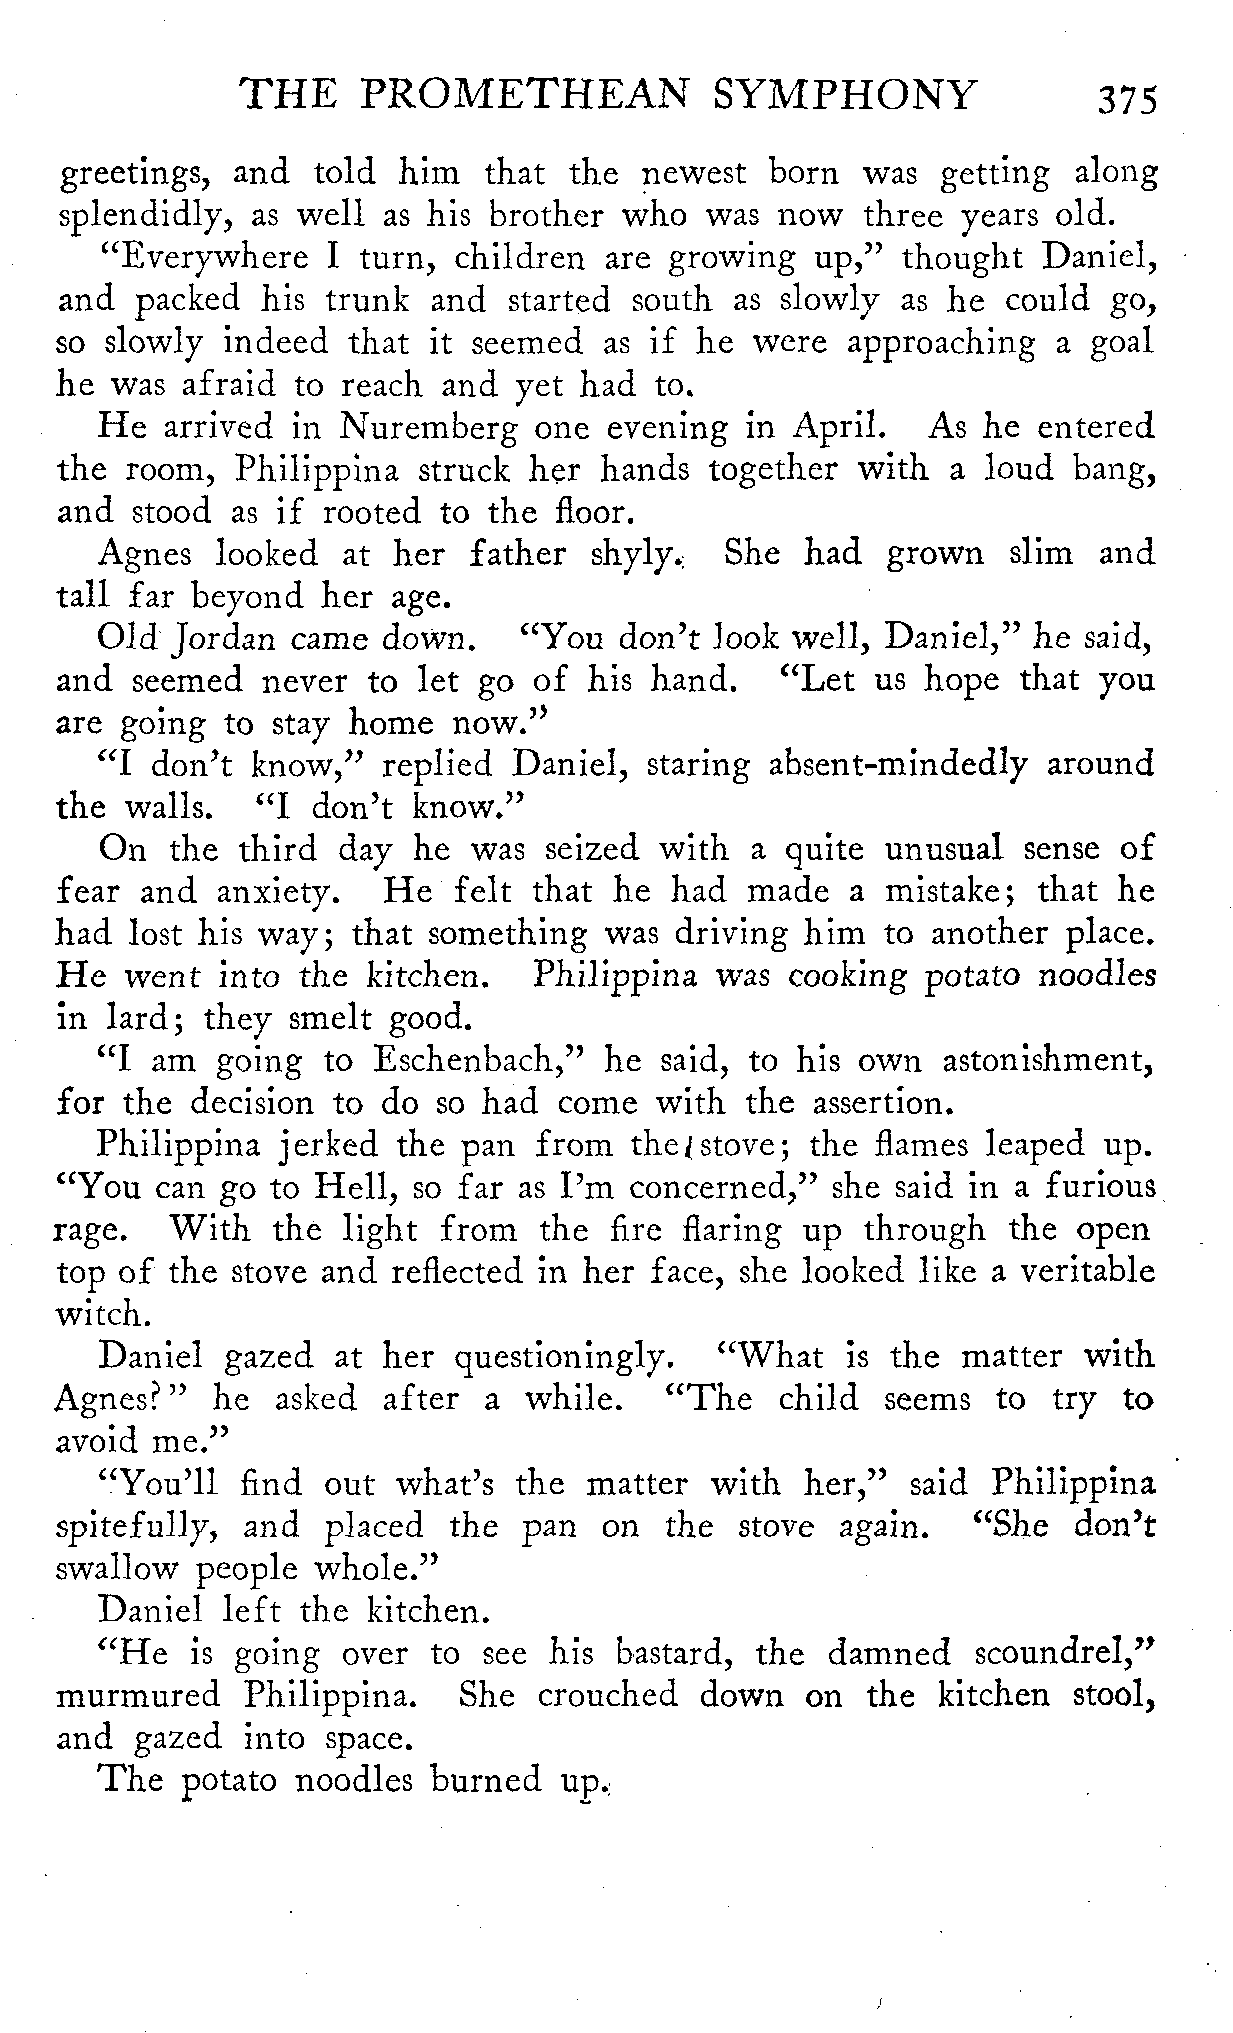 THE PROMETHEAN SYMPHONY 375
greetings, and told him that the newest born was getting along
splendidly, as well as his brother who was now three years old.
“Everywhere I turn, children are growing up,” thought Daniel,
and packed his trunk and started south as slowly as he could go,
so slowly indeed that it seemed as if he were approaching a goal
he was afraid to reach and yet had to.
He arrived in Nuremberg one evening in April. As he entered
the room, Philippina struck her hands together with a loud bang,
and stood as if rooted to the floor.
Agnes looked at her father shyly. She had grown slim and
tall far beyond her age.
Old Jordan came down. “You don’t look well, Daniel,” he said,
and seemed never to let go of his hand. “Let us hope that you
are going to stay home now.”
“I don’t know,” replied Daniel, staring absent-mindedly around
the walls. “I don’t know.”
On the third day he was seized with a quite unusual sense of
fear and anxiety. He felt that he had made a mistake; that he
had lost his way; that something was driving him to another place.
He went into the kitchen. Philippina was cooking potato noodles
in lard; they smelt good.
“I am going to Eschenbach,” he said, to his own astonishment,
for the decision to do so had come with the assertion.
Philippina jerked the pan from the stove; the flames leaped up.
“You can go to Hell, so far as I’m concerned,” she said in a furious
rage. With the light from the fire flaring up through the open
top of the stove and reflected in her face, she looked like a veritable
witch.
Daniel gazed at her questioningly. “What is the matter with
Agnes?” he asked after a while. “The child seems to try to
avoid me.”
“You’ll find out what’s the matter with her,” said Philippina
spitefully, and placed the pan on the stove again. “She don’t
swallow people whole.”
Daniel left the kitchen.
“He is going over to see his bastard, the damned scoundrel,”
murmured Philippina. She crouched down on the kitchen stool,
and gazed into space.
The potato noodles burned up.